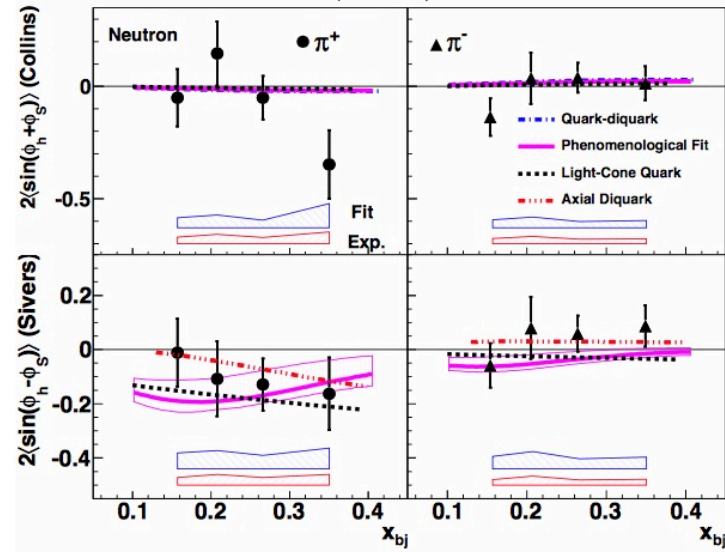 Neutron
π+
π-
2⟨sin(ϕh+ϕS)⟩ (Collins)
0
-0.5
Quark-diquark
Phenomenological Fit
Light-Cone Quark
Axial Diquark
Fit
Exp.
2⟨sin(ϕh-ϕS)⟩ (Sivers)
0.2
0
-0.2
-0.4
0.1 0.2 0.3 0.4
xbj
0.1 0.2 0.3 0.4
xbj